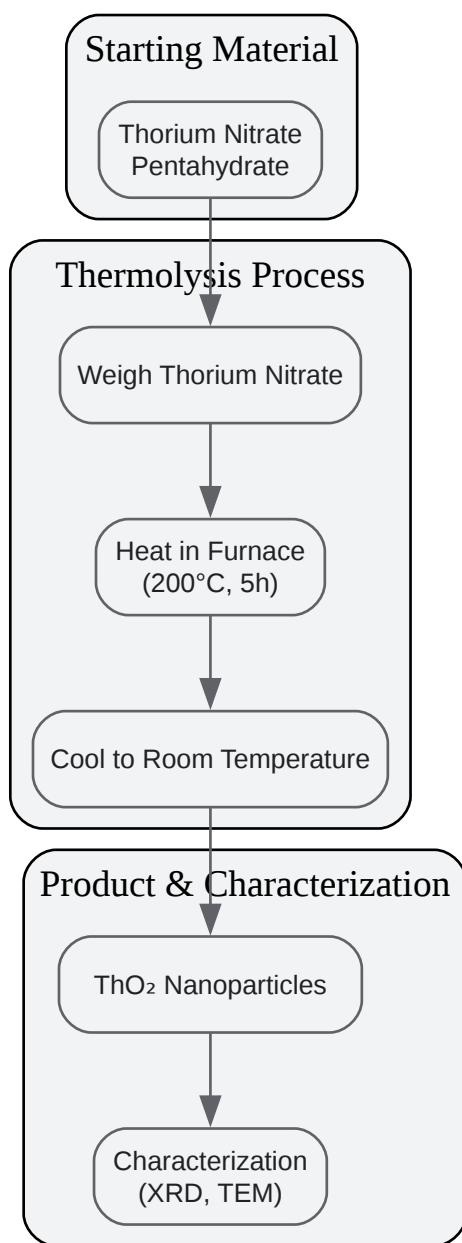 Starting Material
Thorium Nitrate
Pentahydrate
Thermolysis Process
Weigh Thorium Nitrate
Heat in Furnace
(200°C, 5h)
Cool to Room Temperature
Product & Characterization
ThO₂ Nanoparticles
Characterization
(XRD, TEM)